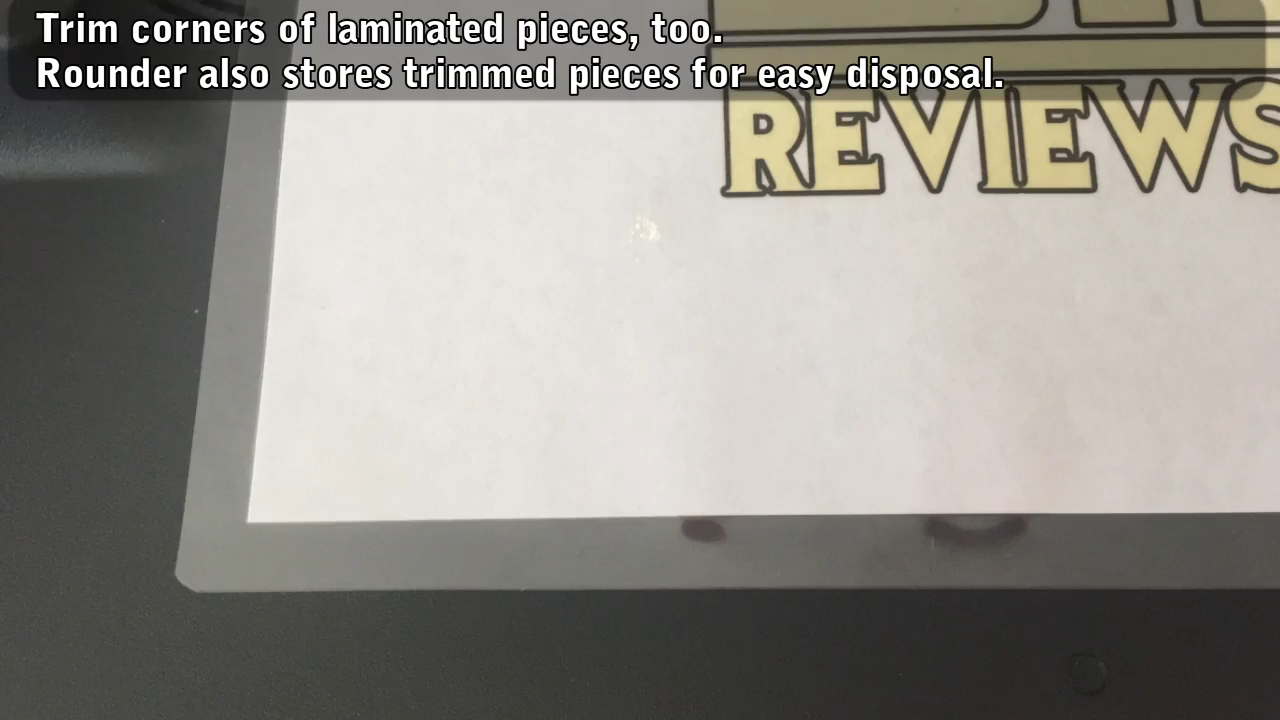 Trim corners of laminated pieces, too.
Rounder also stores trimmed pieces for easy disposal.
REVIEWS